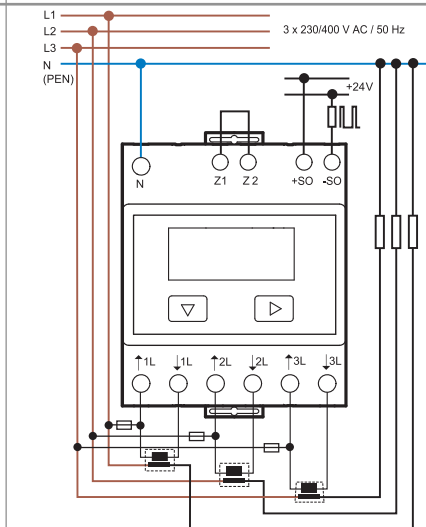 L1
L2
L3
N
(PEN)
3 x 230/400 V AC / 50 Hz
+24V
N
Z1
Z2
+SO
-SO
↑1L
↓1L
↑2L
↓2L
↑3L
↓3L